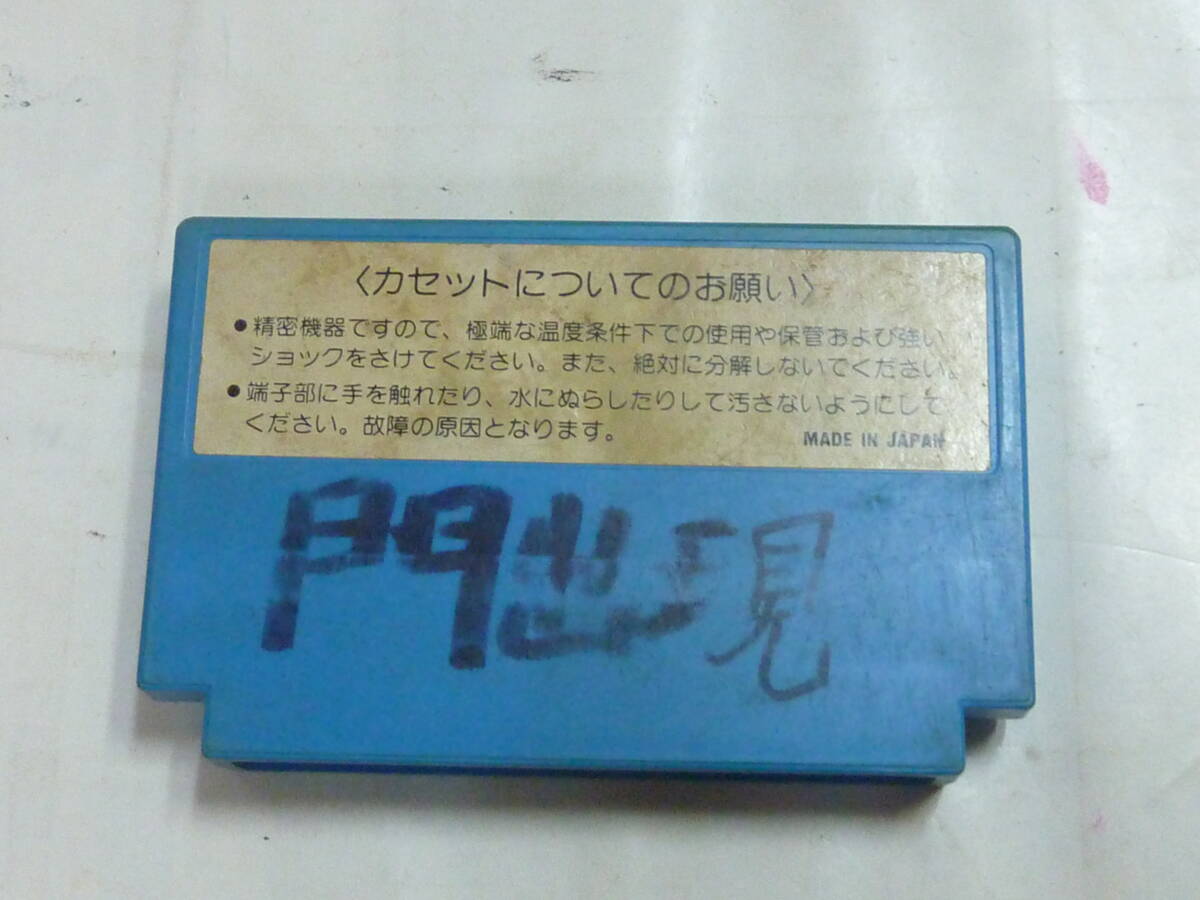 〈カセットについてのお願い〉
●精密機器ですので、極端な温度条件下での使用や保管および強い
ショックをさけてください。また、絶対に分解しないでください。
●端子部に手を触れたり、水にぬらしたりして汚さないようにして
ください。故障の原因となります。
MADE IN JAPAN
門出現